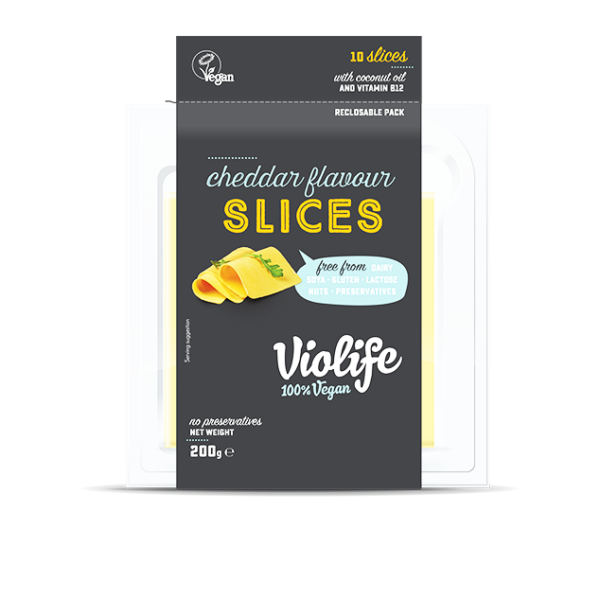 Vegan
10 slices
with coconut oil
AND VITAMIN B12
RECLOSABLE PACK
cheddar flavour
SLICES
free from DAIRY
SOYA - GLUTEN - LACTOSE
NUTS - PRESERVATIVES
Serving suggestion
Violife
100% Vegan
no preservatives
NET WEIGHT
200g ℮